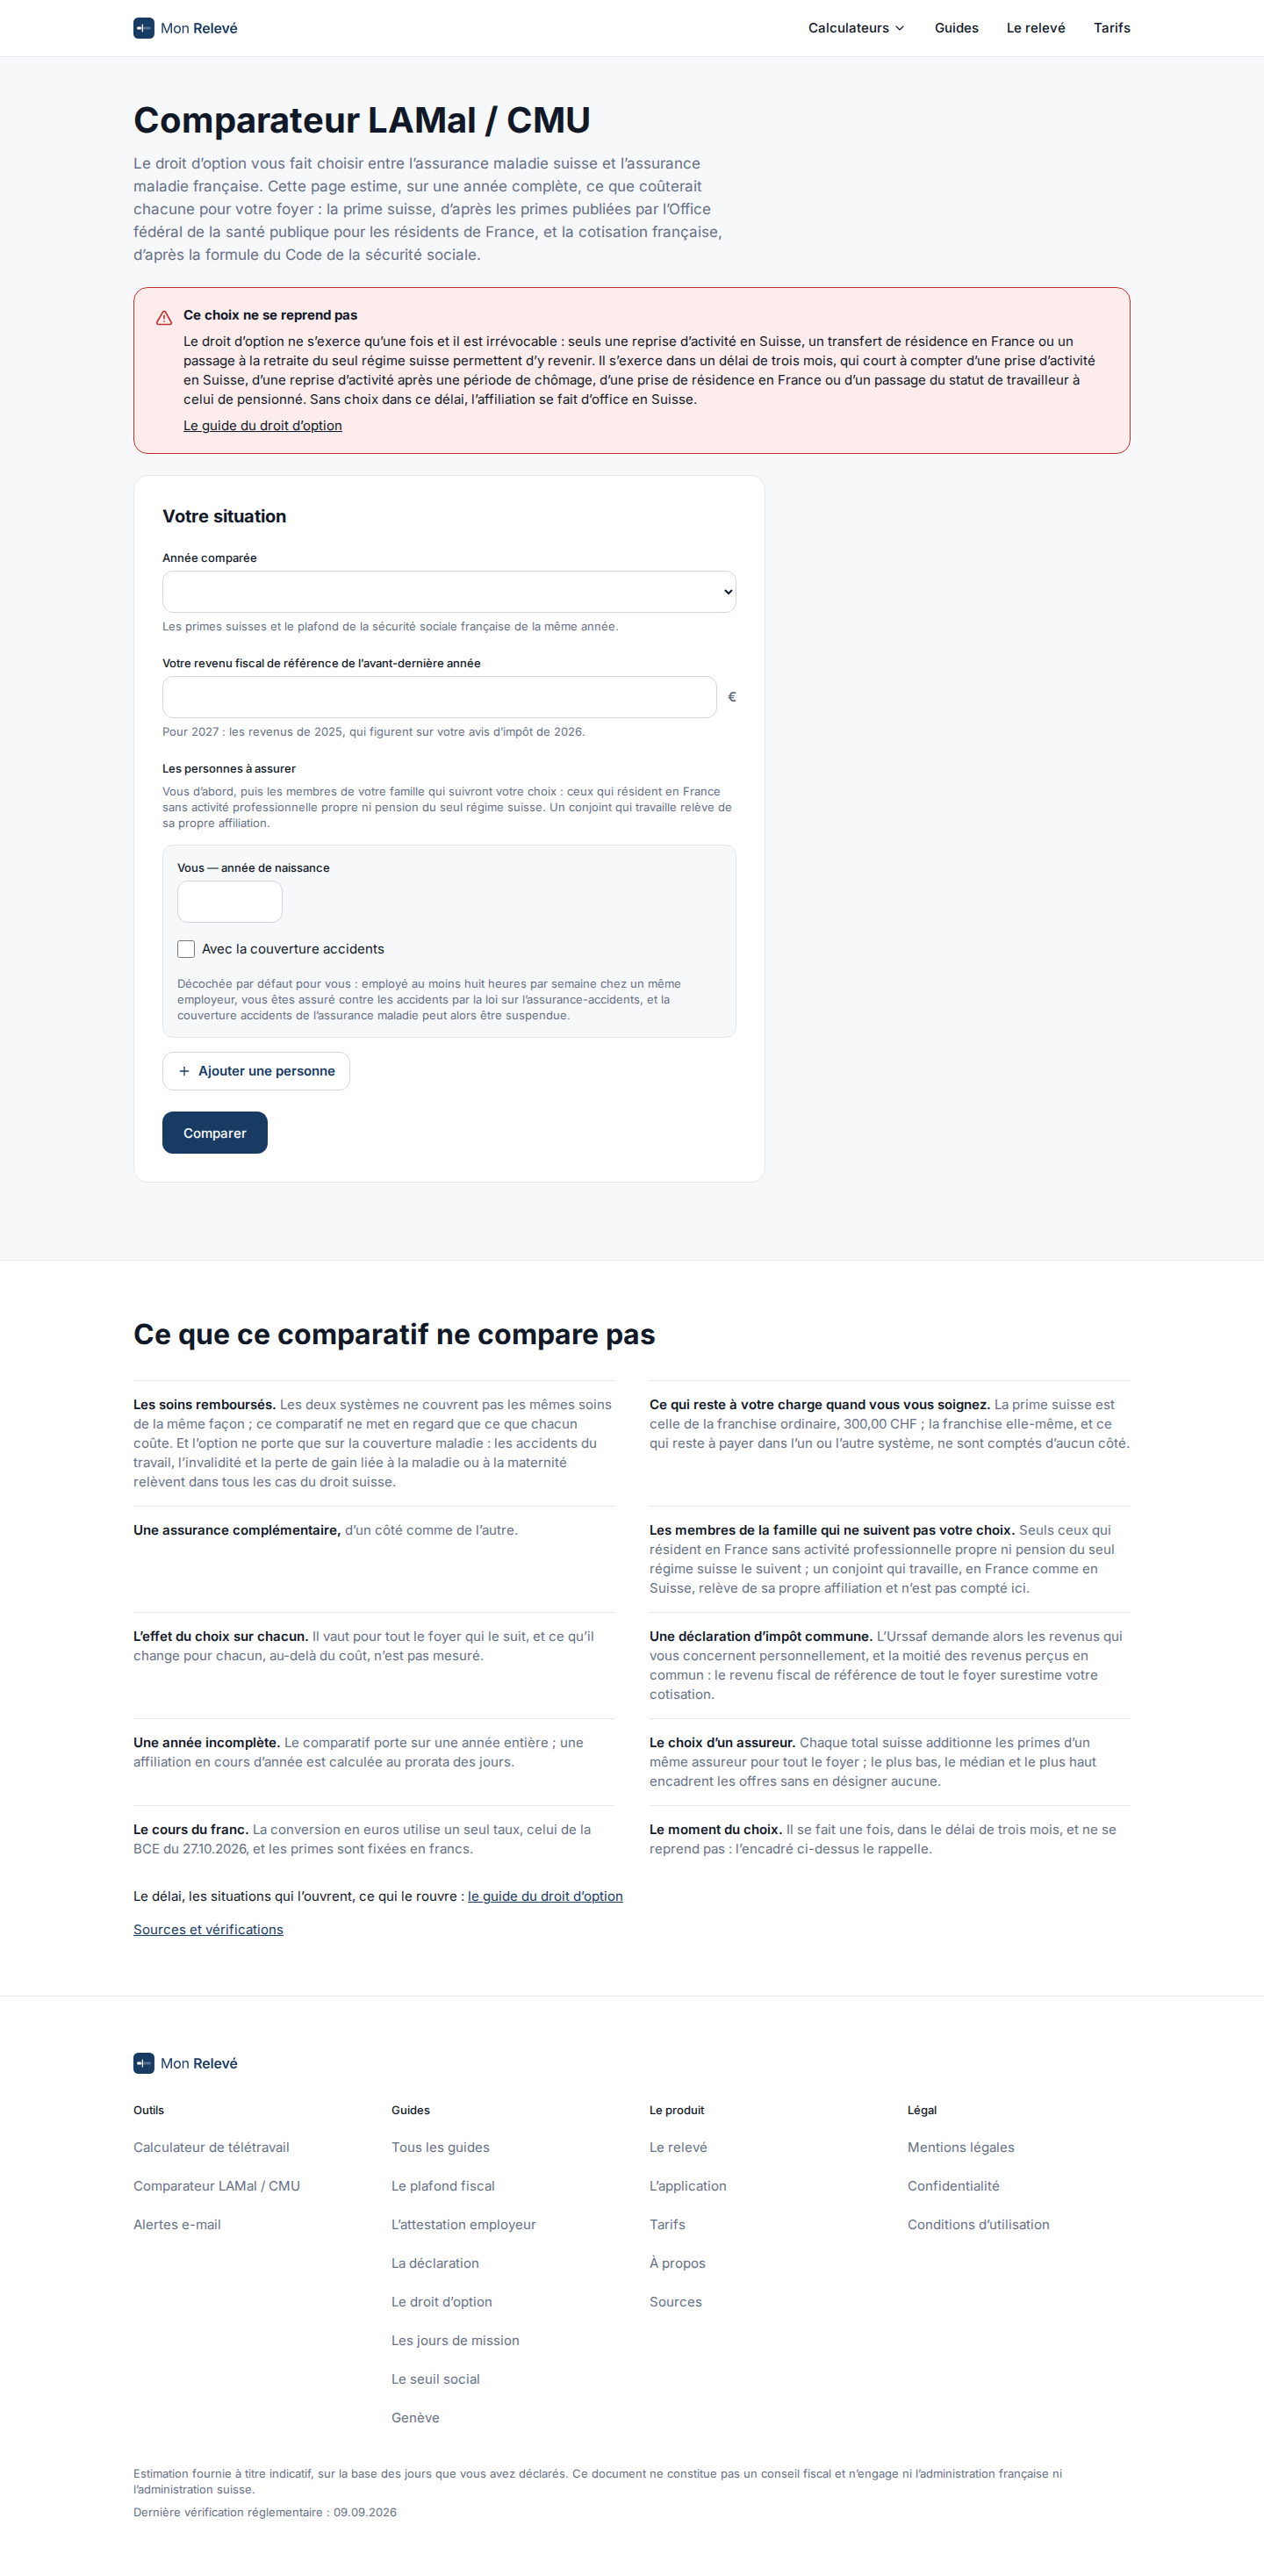 Mon Relevé
Calculateurs
Guides
Le relevé
Tarifs
Comparateur LAMal / CMU
Le droit d’option vous fait choisir entre l’assurance maladie suisse et l’assurance
maladie française. Cette page estime, sur une année complète, ce que coûterait
chacune pour votre foyer : la prime suisse, d’après les primes publiées par l’Office
fédéral de la santé publique pour les résidents de France, et la cotisation française,
d’après la formule du Code de la sécurité sociale.
Ce choix ne se reprend pas
Le droit d’option ne s’exerce qu’une fois et il est irrévocable : seuls une reprise d’activité en Suisse, un transfert de résidence en France ou un
passage à la retraite du seul régime suisse permettent d’y revenir. Il s’exerce dans un délai de trois mois, qui court à compter d’une prise d’activité
en Suisse, d’une reprise d’activité après une période de chômage, d’une prise de résidence en France ou d’un passage du statut de travailleur à
celui de pensionné. Sans choix dans ce délai, l’affiliation se fait d’office en Suisse.
Le guide du droit d’option
Votre situation
Année comparée
Les primes suisses et le plafond de la sécurité sociale française de la même année.
Votre revenu fiscal de référence de l’avant-dernière année
€
Pour 2027 : les revenus de 2025, qui figurent sur votre avis d’impôt de 2026.
Les personnes à assurer
Vous d’abord, puis les membres de votre famille qui suivront votre choix : ceux qui résident en France
sans activité professionnelle propre ni pension du seul régime suisse. Un conjoint qui travaille relève de
sa propre affiliation.
Vous — année de naissance
Avec la couverture accidents
Décochée par défaut pour vous : employé au moins huit heures par semaine chez un même
employeur, vous êtes assuré contre les accidents par la loi sur l’assurance-accidents, et la
couverture accidents de l’assurance maladie peut alors être suspendue.
Ajouter une personne
Comparer
Ce que ce comparatif ne compare pas
Les soins remboursés. Les deux systèmes ne couvrent pas les mêmes soins
de la même façon ; ce comparatif ne met en regard que ce que chacun
coûte. Et l’option ne porte que sur la couverture maladie : les accidents du
travail, l’invalidité et la perte de gain liée à la maladie ou à la maternité
relèvent dans tous les cas du droit suisse.
Ce qui reste à votre charge quand vous vous soignez. La prime suisse est
celle de la franchise ordinaire, 300,00 CHF ; la franchise elle-même, et ce
qui reste à payer dans l’un ou l’autre système, ne sont comptés d’aucun côté.
Une assurance complémentaire, d’un côté comme de l’autre.
Les membres de la famille qui ne suivent pas votre choix. Seuls ceux qui
résident en France sans activité professionnelle propre ni pension du seul
régime suisse le suivent ; un conjoint qui travaille, en France comme en
Suisse, relève de sa propre affiliation et n’est pas compté ici.
L’effet du choix sur chacun. Il vaut pour tout le foyer qui le suit, et ce qu’il
change pour chacun, au-delà du coût, n’est pas mesuré.
Une déclaration d’impôt commune. L’Urssaf demande alors les revenus qui
vous concernent personnellement, et la moitié des revenus perçus en
commun : le revenu fiscal de référence de tout le foyer surestime votre
cotisation.
Une année incomplète. Le comparatif porte sur une année entière ; une
affiliation en cours d’année est calculée au prorata des jours.
Le choix d’un assureur. Chaque total suisse additionne les primes d’un
même assureur pour tout le foyer ; le plus bas, le médian et le plus haut
encadrent les offres sans en désigner aucune.
Le cours du franc. La conversion en euros utilise un seul taux, celui de la
BCE du 27.10.2026, et les primes sont fixées en francs.
Le moment du choix. Il se fait une fois, dans le délai de trois mois, et ne se
reprend pas : l’encadré ci-dessus le rappelle.
Le délai, les situations qui l’ouvrent, ce qui le rouvre : le guide du droit d’option
Sources et vérifications
Mon Relevé
Outils
Calculateur de télétravail
Comparateur LAMal / CMU
Alertes e-mail
Guides
Tous les guides
Le plafond fiscal
L’attestation employeur
La déclaration
Le droit d’option
Les jours de mission
Le seuil social
Genève
Le produit
Le relevé
L’application
Tarifs
À propos
Sources
Légal
Mentions légales
Confidentialité
Conditions d’utilisation
Estimation fournie à titre indicatif, sur la base des jours que vous avez déclarés. Ce document ne constitue pas un conseil fiscal et n’engage ni l’administration française ni
l’administration suisse.
Dernière vérification réglementaire : 09.09.2026